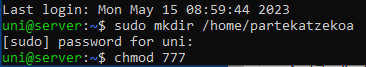 Last login: Mon May 15 08:59:44 2023
uni@server:~$ sudo mkdir /home/partekatzekoa
[sudo] password for uni:
uni@server:~$ chmod 777